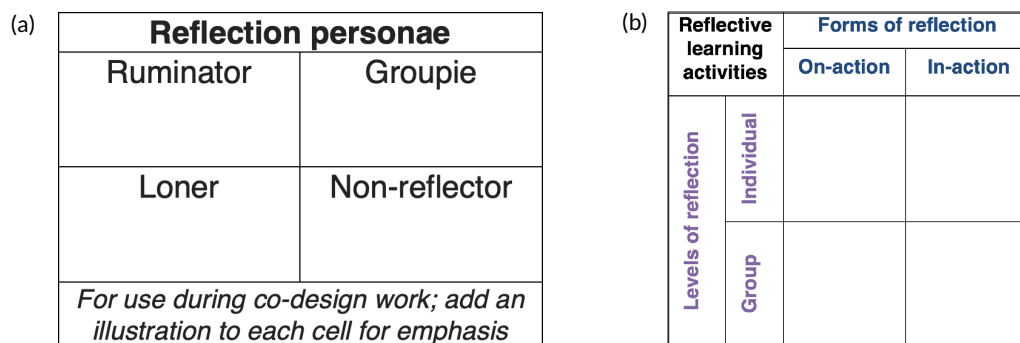 (a)
Reflection personae
Ruminator
Groupie
Loner
Non-reflector
For use during co-design work; add an
illustration to each cell for emphasis
(b)
Reflective
learning
activities
Forms of reflection
On-action
In-action
Levels of reflection
Individual
Group